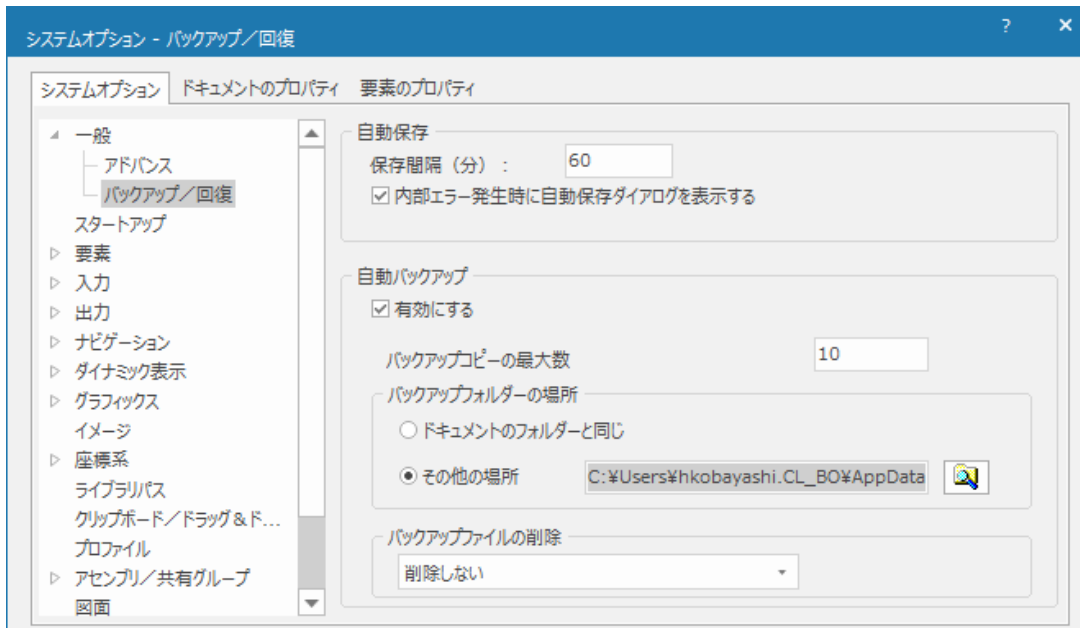 システムオプション - バックアップ／回復
? ×
システムオプション ドキュメントのプロパティ 要素のプロパティ
一般
アドバンス
バックアップ／回復
スタートアップ
要素
入力
出力
ナビゲーション
ダイナミック表示
グラフィックス
イメージ
座標系
ライブラリパス
クリップボード／ドラッグ＆ド...
プロファイル
アセンブリ／共有グループ
図面
自動保存
保存間隔（分）： 60
内部エラー発生時に自動保存ダイアログを表示する
自動バックアップ
有効にする
バックアップコピーの最大数 10
バックアップフォルダーの場所
ドキュメントのフォルダーと同じ
その他の場所 C:¥Users¥hkobayashi.CL_BO¥AppData
バックアップファイルの削除
削除しない